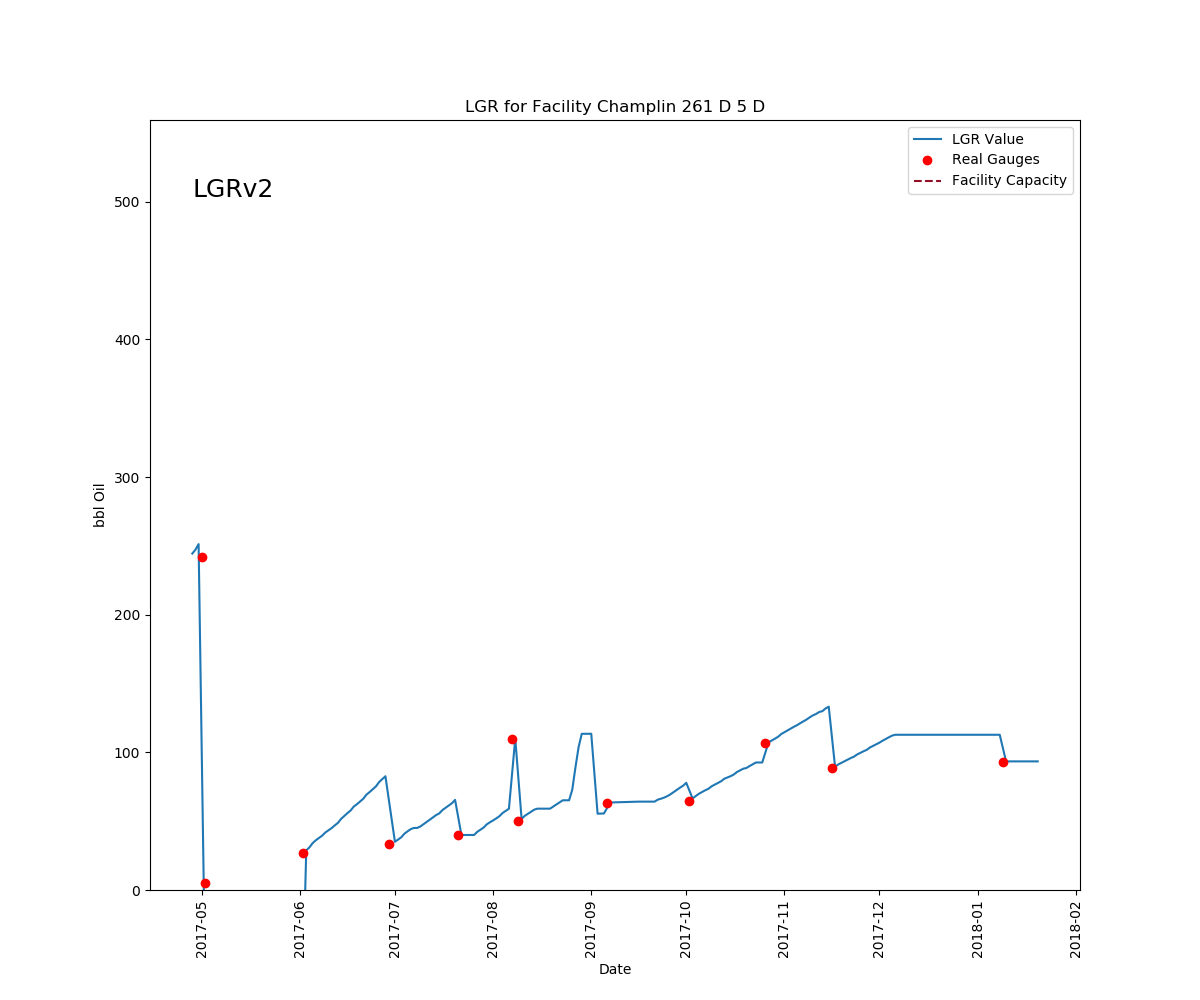 LGR for Facility Champlin 261 D 5 D
LGRv2
LGR Value
Real Gauges
Facility Capacity
bbl Oil
500
400
300
200
100
0
2017-05
2017-06
2017-07
2017-08
2017-09
2017-10
2017-11
2017-12
2018-01
2018-02
Date